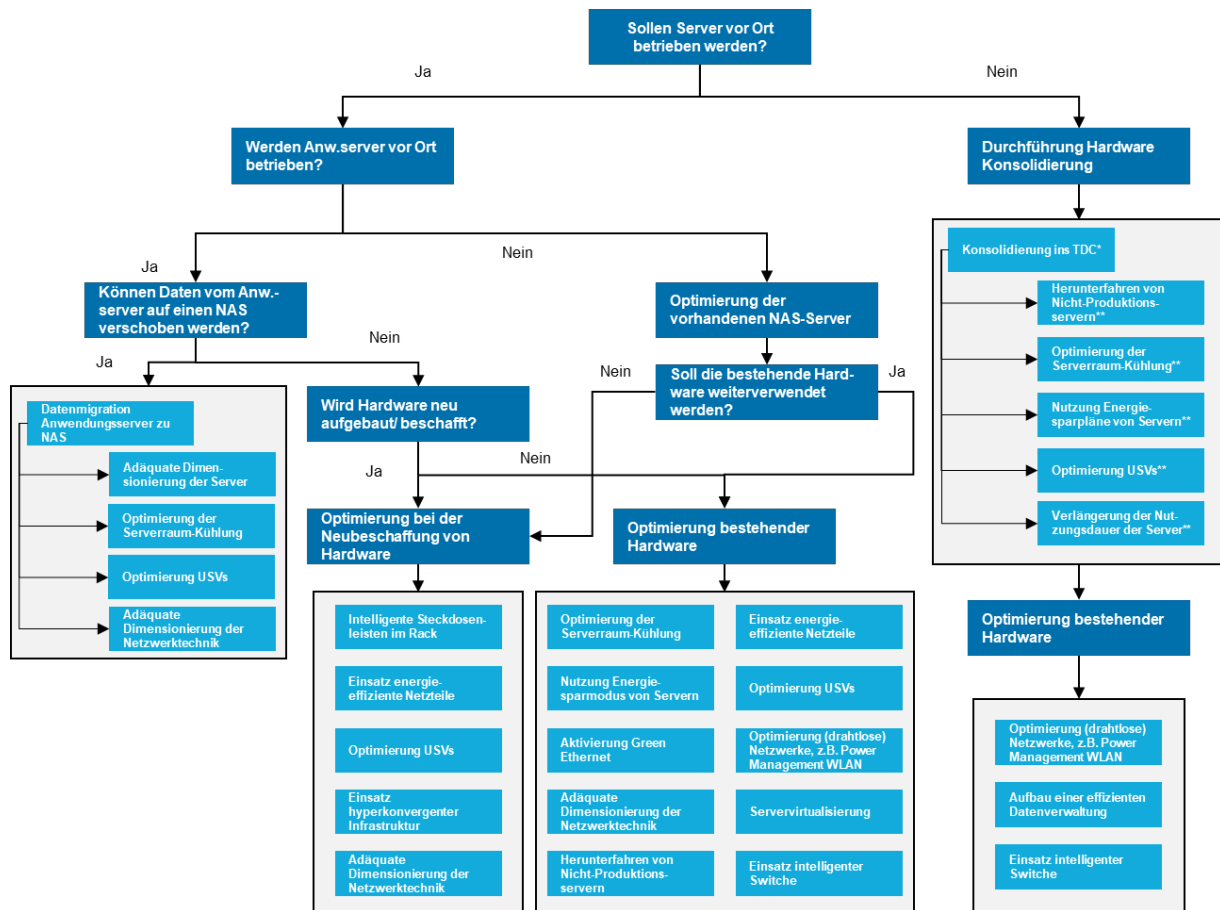 Sollen Server vor Ort
betrieben werden?
Ja
Nein
Werden Anw.server vor Ort
betrieben?
Durchführung Hardware
Konsolidierung
Ja
Nein
Können Daten vom Anw.-
server auf einen NAS
verschoben werden?
Optimierung der
vorhandenen NAS-Server
Konsolidierung ins TDC*
Herunterfahren von
Nicht-Produktions-
servern**
Optimierung der
Serverraum-Kühlung**
Nutzung Energie-
sparpläne von Servern**
Optimierung USVs**
Verlängerung der Nut-
zungsdauer der Server**
Ja
Nein
Nein
Soll die bestehende Hard-
ware weiterverwendet
werden?
Ja
Datenmigration
Anwendungsserver zu
NAS
Adäquate Dimen-
sionierung der Server
Optimierung der
Serverraum-Kühlung
Optimierung USVs
Adäquate
Dimensionierung der
Netzwerktechnik
Wird Hardware neu
aufgebaut/ beschafft?
Ja
Nein
Optimierung bei der
Neubeschaffung von
Hardware
Optimierung bestehender
Hardware
Intelligente Steckdosen-
leisten im Rack
Einsatz energie-
effiziente Netzteile
Optimierung USVs
Einsatz
hyperkonvergenter
Infrastruktur
Adäquate
Dimensionierung der
Netzwerktechnik
Optimierung der
Serverraum-Kühlung
Nutzung Energie-
sparmodus von Servern
Aktivierung Green
Ethernet
Adäquate
Dimensionierung der
Netzwerktechnik
Herunterfahren von
Nicht-Produktions-
servern
Einsatz energie-
effiziente Netzteile
Optimierung USVs
Optimierung (drahtlose)
Netzwerke, z.B. Power
Management WLAN
Servervirtualisierung
Einsatz intelligenter
Switche
Optimierung bestehender
Hardware
Optimierung (drahtlose)
Netzwerke, z.B. Power
Management WLAN
Aufbau einer effizienten
Datenverwaltung
Einsatz intelligenter
Switche